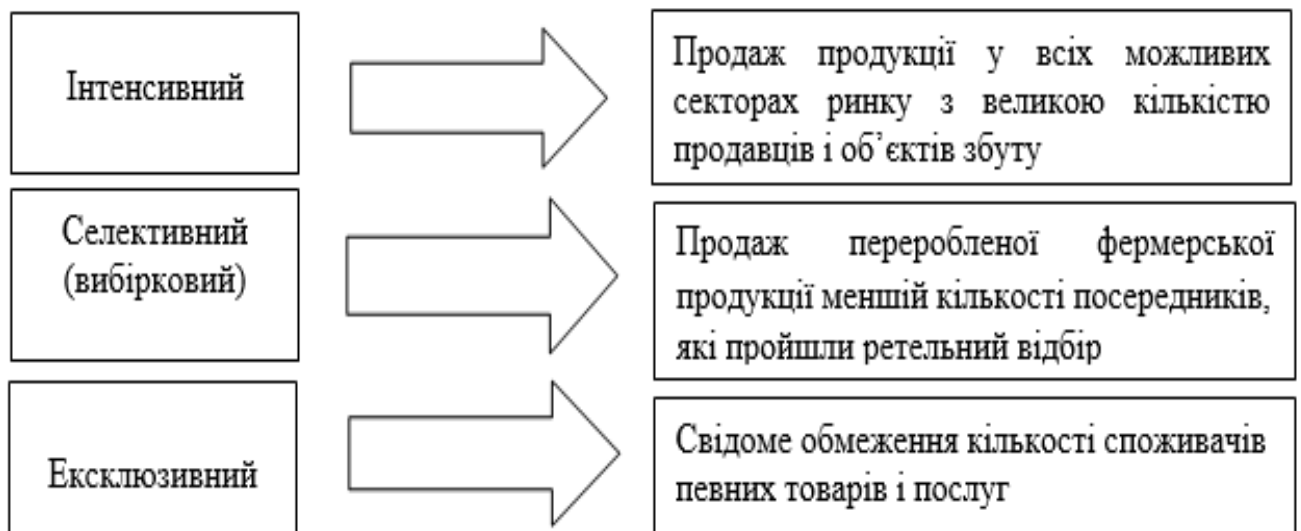 Інтенсивний
Продаж продукції у всіх можливих
секторах ринку з великою кількістю
продавців і об’єктів збуту
Селективний
(вибірковий)
Продаж переробленої фермерської
продукції меншій кількості посередників,
які пройшли ретельний відбір
Ексклюзивний
Свідоме обмеження кількості споживачів
певних товарів і послуг